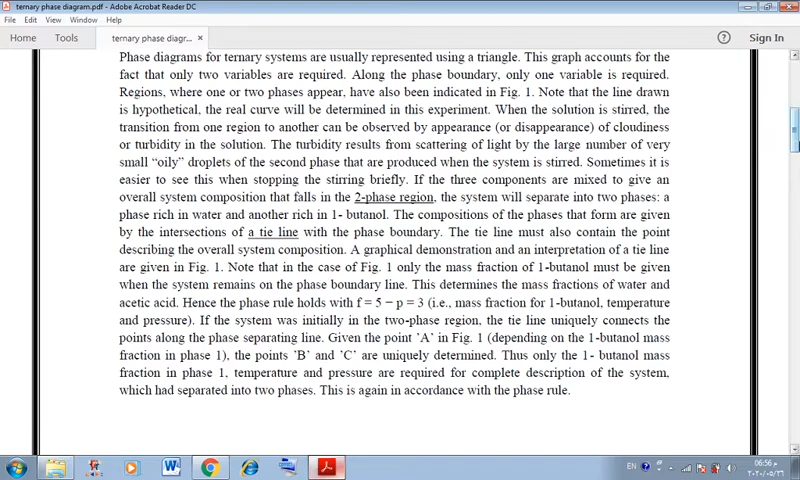 ternary phase diagram.pdf - Adobe Acrobat Reader DC
File Edit View Window Help
Home Tools ternary phase diagr... × ? Sign In
Phase diagrams for ternary systems are usually represented using a triangle. This graph accounts for the
fact that only two variables are required. Along the phase boundary, only one variable is required.
Regions, where one or two phases appear, have also been indicated in Fig. 1. Note that the line drawn
is hypothetical, the real curve will be determined in this experiment. When the solution is stirred, the
transition from one region to another can be observed by appearance (or disappearance) of cloudiness
or turbidity in the solution. The turbidity results from scattering of light by the large number of very
small “oily” droplets of the second phase that are produced when the system is stirred. Sometimes it is
easier to see this when stopping the stirring briefly. If the three components are mixed to give an
overall system composition that falls in the 2-phase region, the system will separate into two phases: a
phase rich in water and another rich in 1- butanol. The compositions of the phases that form are given
by the intersections of a tie line with the phase boundary. The tie line must also contain the point
describing the overall system composition. A graphical demonstration and an interpretation of a tie line
are given in Fig. 1. Note that in the case of Fig. 1 only the mass fraction of 1-butanol must be given
when the system remains on the phase boundary line. This determines the mass fractions of water and
acetic acid. Hence the phase rule holds with f = 5 − p = 3 (i.e., mass fraction for 1-butanol, temperature
and pressure). If the system was initially in the two-phase region, the tie line uniquely connects the
points along the phase separating line. Given the point ’A’ in Fig. 1 (depending on the 1-butanol mass
fraction in phase 1), the points ’B’ and ’C’ are uniquely determined. Thus only the 1- butanol mass
fraction in phase 1, temperature and pressure are required for complete description of the system,
which had separated into two phases. This is again in accordance with the phase rule.
EN
06:56 م
٢٠٢٠/٠٥/٢٦